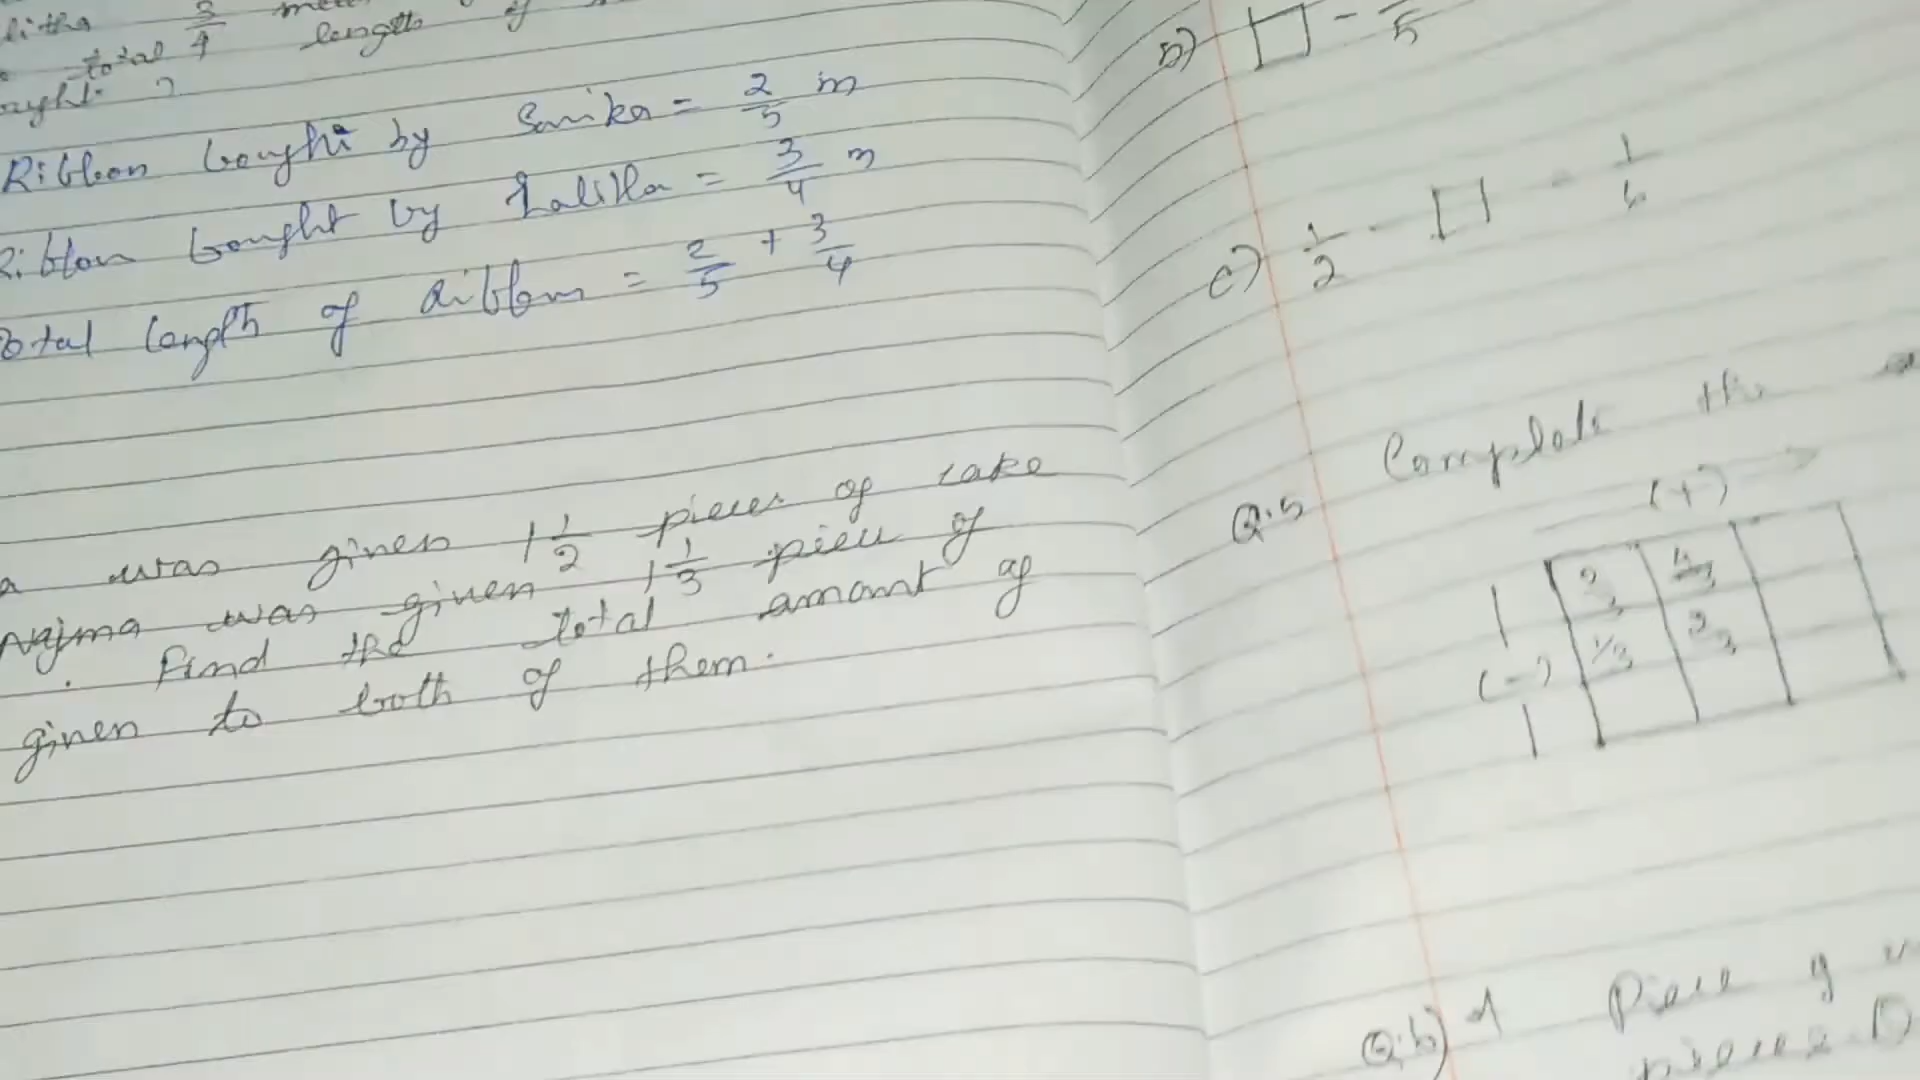 3/4
total length of
Ribbon bought by Sanika = 2/5 m
Ribbon bought by Lalitha = 3/4 m
Total length of Ribbon = 2/5 + 3/4
a was given 1 1/2 pieces of cake
Najma was given 1 1/3 piece of
. Find the total amount of
given to both of them.
b) □ - /5
c) 1/2 - □ = 1/6
Q.5 Complete the
(+)
2/3 4/3
(-) 1/3 2/3
Q.6) A Piece of